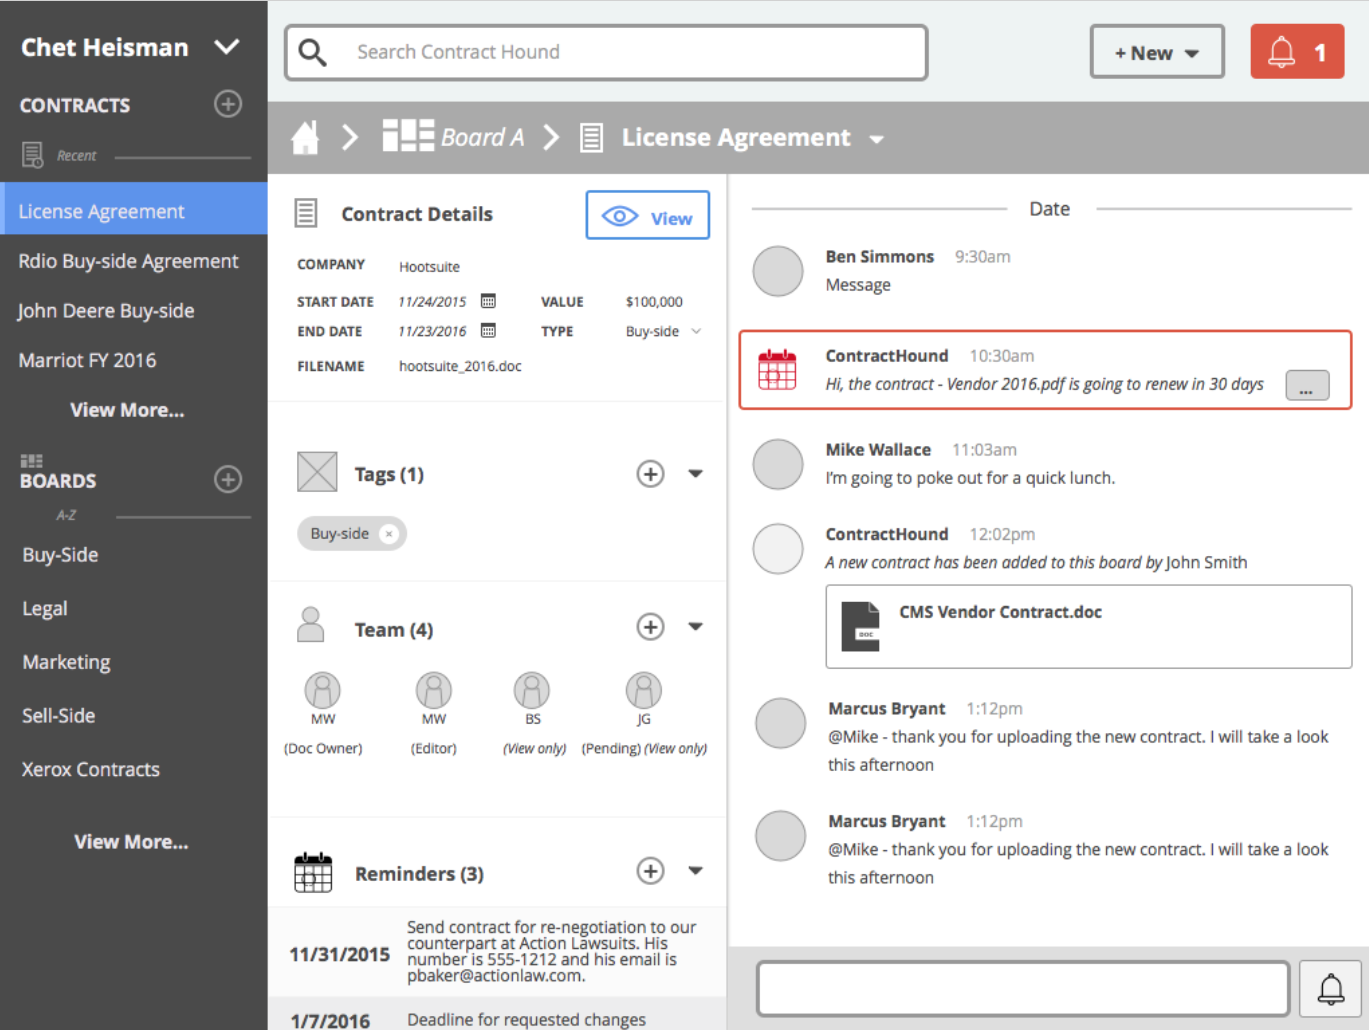 Chet Heisman
CONTRACTS
Recent
License Agreement
Rdio Buy-side Agreement
John Deere Buy-side
Marriot FY 2016
View More...
BOARDS
A-Z
Buy-Side
Legal
Marketing
Sell-Side
Xerox Contracts
View More...
Search Contract Hound
+ New
1
Board A
License Agreement
Contract Details
View
COMPANY Hootsuite
START DATE 11/24/2015 VALUE $100,000
END DATE 11/23/2016 TYPE Buy-side
FILENAME hootsuite_2016.doc
Tags (1)
Buy-side ×
Team (4)
MW MW BS JG
(Doc Owner) (Editor) (View only) (Pending) (View only)
Reminders (3)
11/31/2015
Send contract for re-negotiation to our
counterpart at Action Lawsuits. His
number is 555-1212 and his email is
pbaker@actionlaw.com.
1/7/2016 Deadline for requested changes
Date
Ben Simmons 9:30am
Message
ContractHound 10:30am
Hi, the contract - Vendor 2016.pdf is going to renew in 30 days
...
Mike Wallace 11:03am
I'm going to poke out for a quick lunch.
ContractHound 12:02pm
A new contract has been added to this board by John Smith
CMS Vendor Contract.doc
DOC
Marcus Bryant 1:12pm
@Mike - thank you for uploading the new contract. I will take a look
this afternoon
Marcus Bryant 1:12pm
@Mike - thank you for uploading the new contract. I will take a look
this afternoon